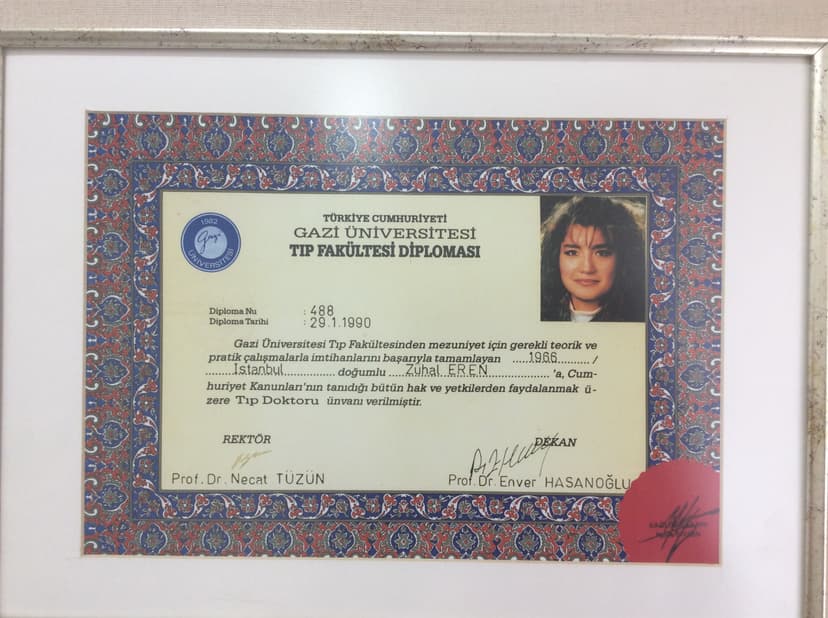 1982
Gazi
ÜNİVERSİTESİ
TÜRKİYE CUMHURİYETİ
GAZİ ÜNİVERSİTESİ
TIP FAKÜLTESİ DİPLOMASI
Diploma Nu : 488
Diploma Tarihi : 29.1.1990
Gazi Üniversitesi Tıp Fakültesinden mezuniyet için gerekli teorik ve
pratik çalışmalarla imtihanlarını başarıyla tamamlayan .....1966........../
........İstanbul............... doğumlu .....Zühal EREN................'a, Cum-
huriyet Kanunları'nın tanıdığı bütün hak ve yetkilerden faydalanmak ü-
zere Tıp Doktoru ünvanı verilmiştir.
REKTÖR DEKAN
Prof. Dr. Necat TÜZÜN Prof. Dr. Enver HASANOĞLU